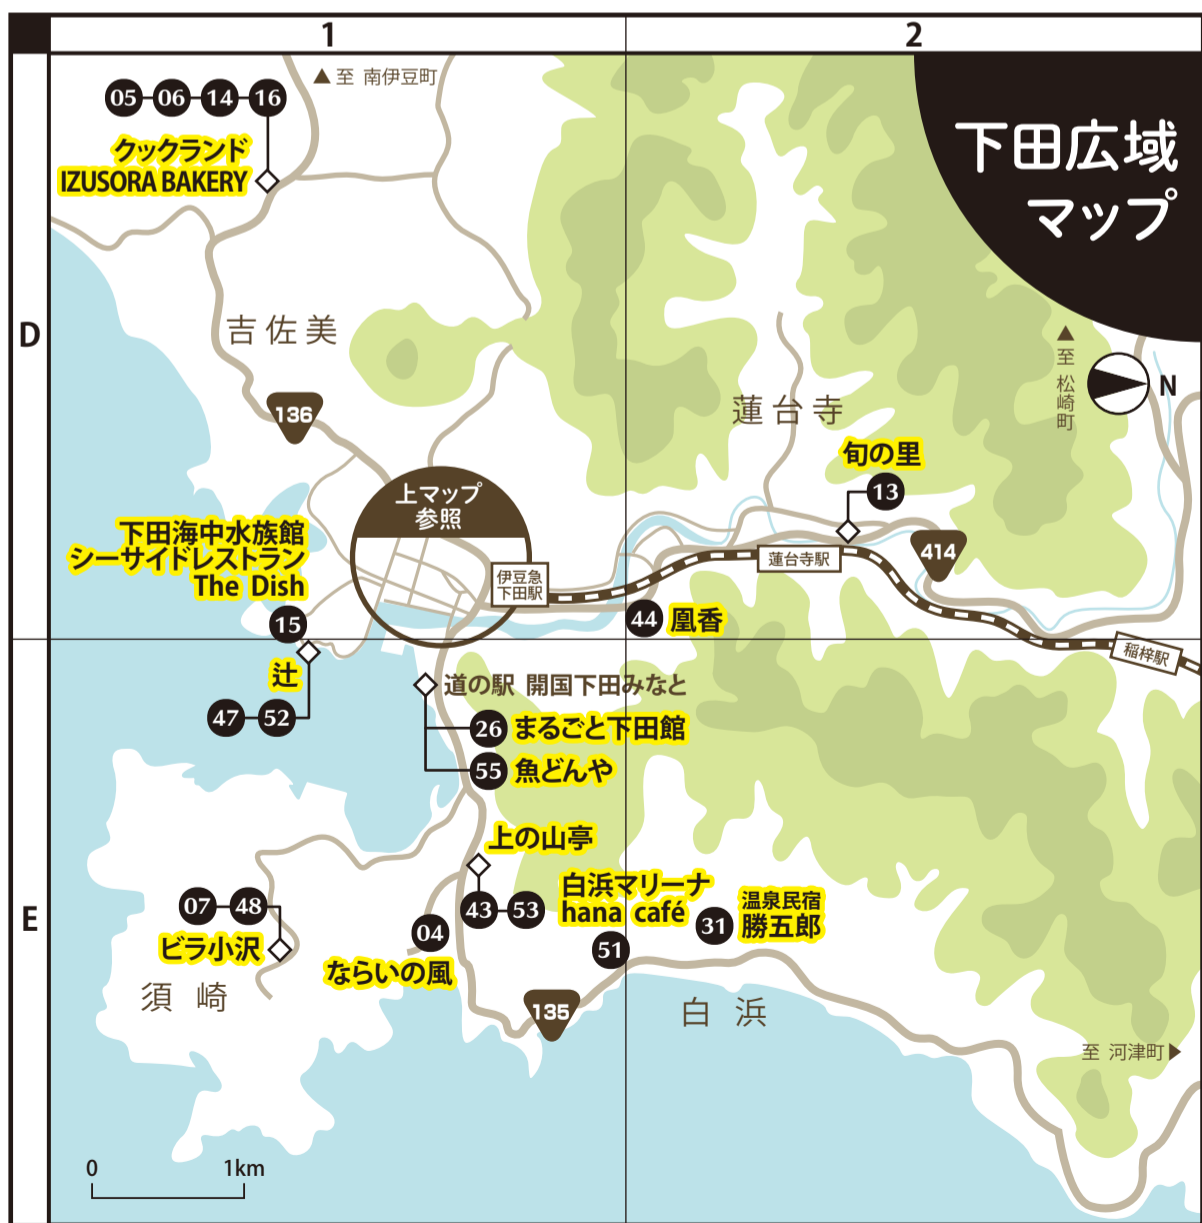 1
2
下田広域
マップ
▲ 至 南伊豆町
05 06 14 16
クックランド
IZUSORA BAKERY
D
吉佐美
136
蓮台寺
▲至 松崎町
N
旬の里
13
上マップ
参照
下田海中水族館
シーサイドレストラン
The Dish
15
伊豆急
下田駅
蓮台寺駅
414
44 凰香
稲梓駅
辻
47 52
道の駅 開国下田みなと
26 まるごと下田館
55 魚どんや
上の山亭
43 53
白浜マリーナ
hana café
51
31
温泉民宿
勝五郎
E
07 48
ビラ小沢
04
ならいの風
須崎
135
白浜
至 河津町▶
0 1km